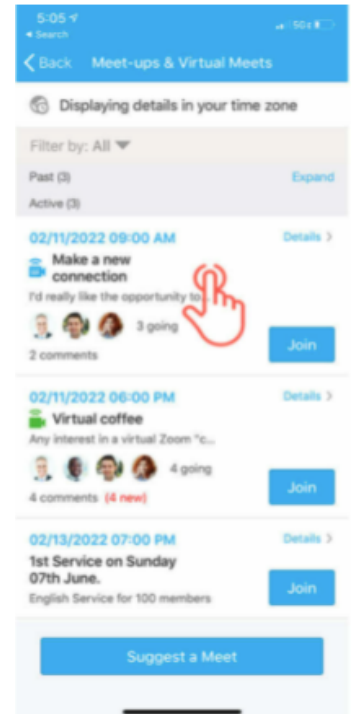 5:05
5Gε
◂ Search
Back Meet-ups & Virtual Meets
Displaying details in your time zone
Filter by: All ▼
Past (3) Expand
Active (3)
02/11/2022 09:00 AM Details >
Make a new
connection
I'd really like the opportunity to...
3 going
2 comments
Join
02/11/2022 06:00 PM Details >
Virtual coffee
Any interest in a virtual Zoom "c...
4 going
4 comments (4 new)
Join
02/13/2022 07:00 PM Details >
1st Service on Sunday
07th June.
English Service for 100 members
Join
Suggest a Meet